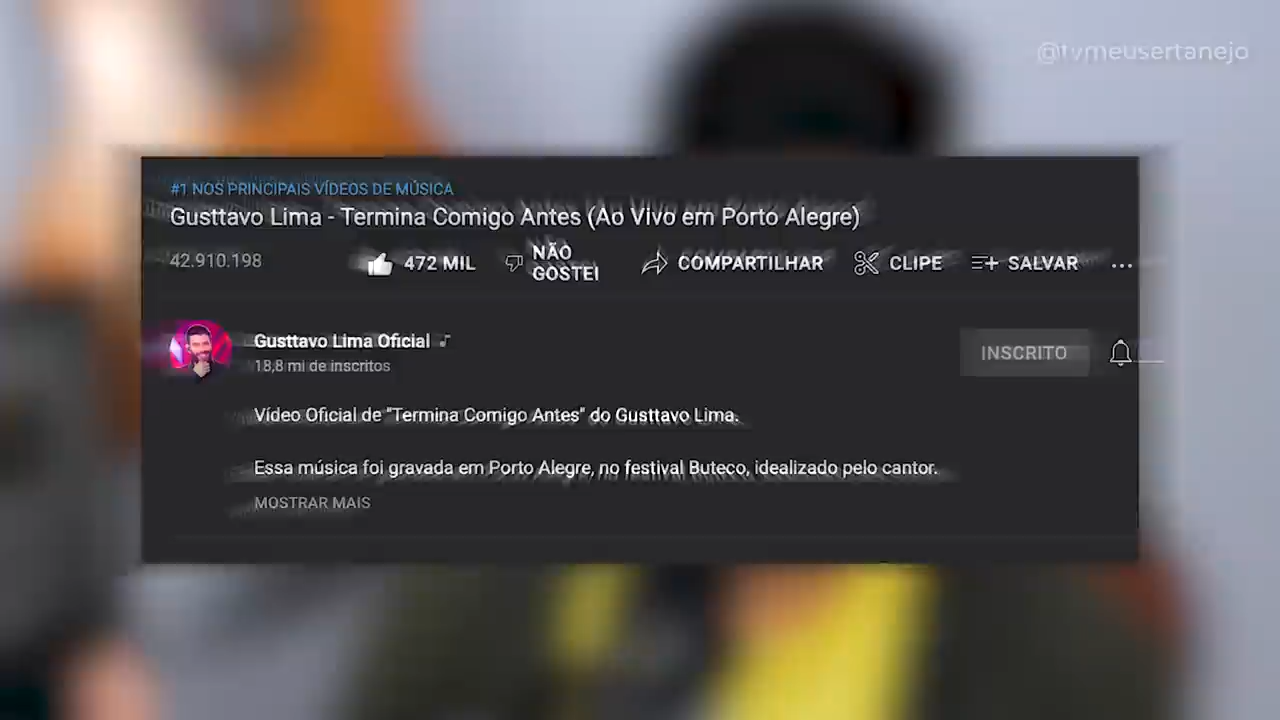 @tvmeusertanejo
#1 NOS PRINCIPAIS VÍDEOS DE MÚSICA
Gusttavo Lima - Termina Comigo Antes (Ao Vivo em Porto Alegre)
42.910.198 472 MIL NÃO GOSTEI COMPARTILHAR CLIPE SALVAR ...
Gusttavo Lima Oficial
18,8 mi de inscritos
INSCRITO
Vídeo Oficial de "Termina Comigo Antes" do Gusttavo Lima.
Essa música foi gravada em Porto Alegre, no festival Buteco, idealizado pelo cantor.
MOSTRAR MAIS